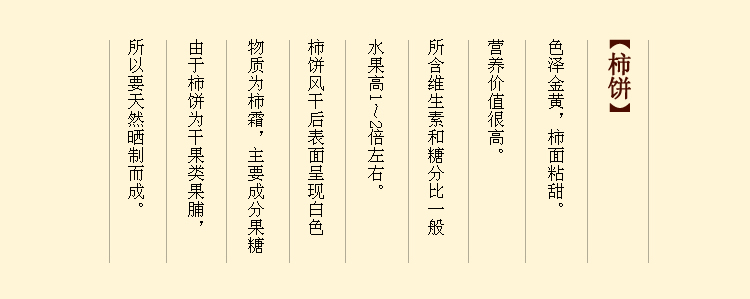 【柿饼】
色泽金黄，柿面粘甜。
营养价值很高。
所含维生素和糖分比一般
水果高1~2倍左右。
柿饼风干后表面呈现白色
物质为柿霜，主要成分果糖
由于柿饼为干果类果脯，
所以要天然晒制而成。